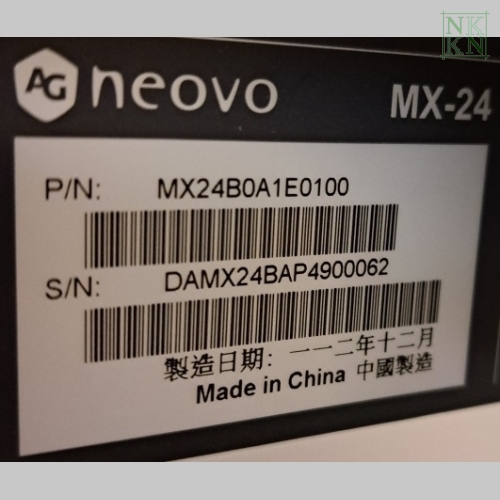 NK
KN
AG neovo
MX-24
P/N: MX24B0A1E0100
S/N: DAMX24BAP4900062
製造日期: 一一二年十二月
Made in China 中國製造